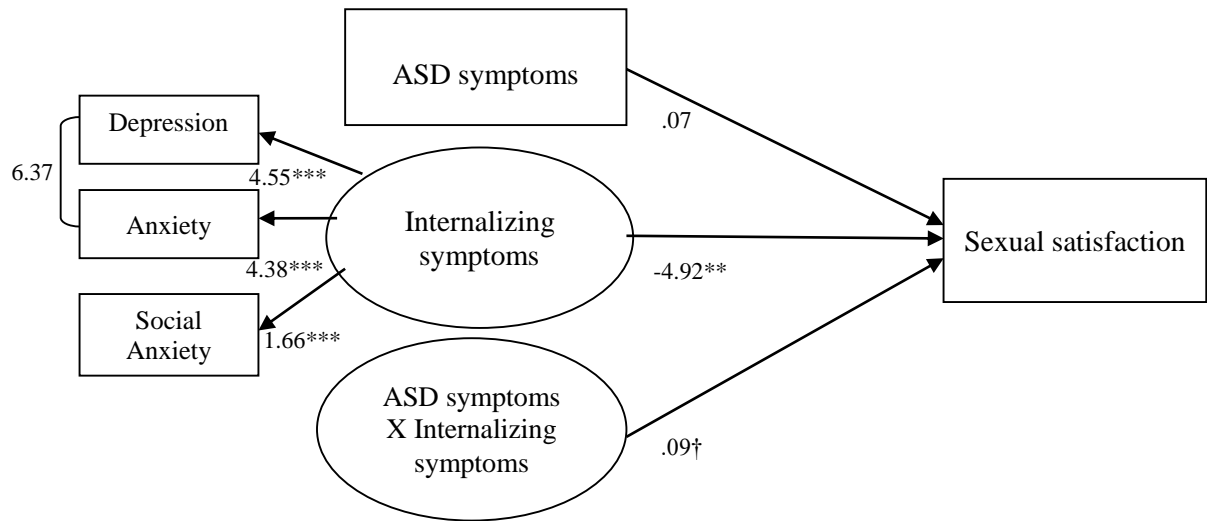 ASD symptoms
.07
Depression
4.55***
6.37
Anxiety
4.38***
Social
Anxiety
1.66***
Internalizing
symptoms
-4.92**
Sexual satisfaction
ASD symptoms
X Internalizing
symptoms
.09†